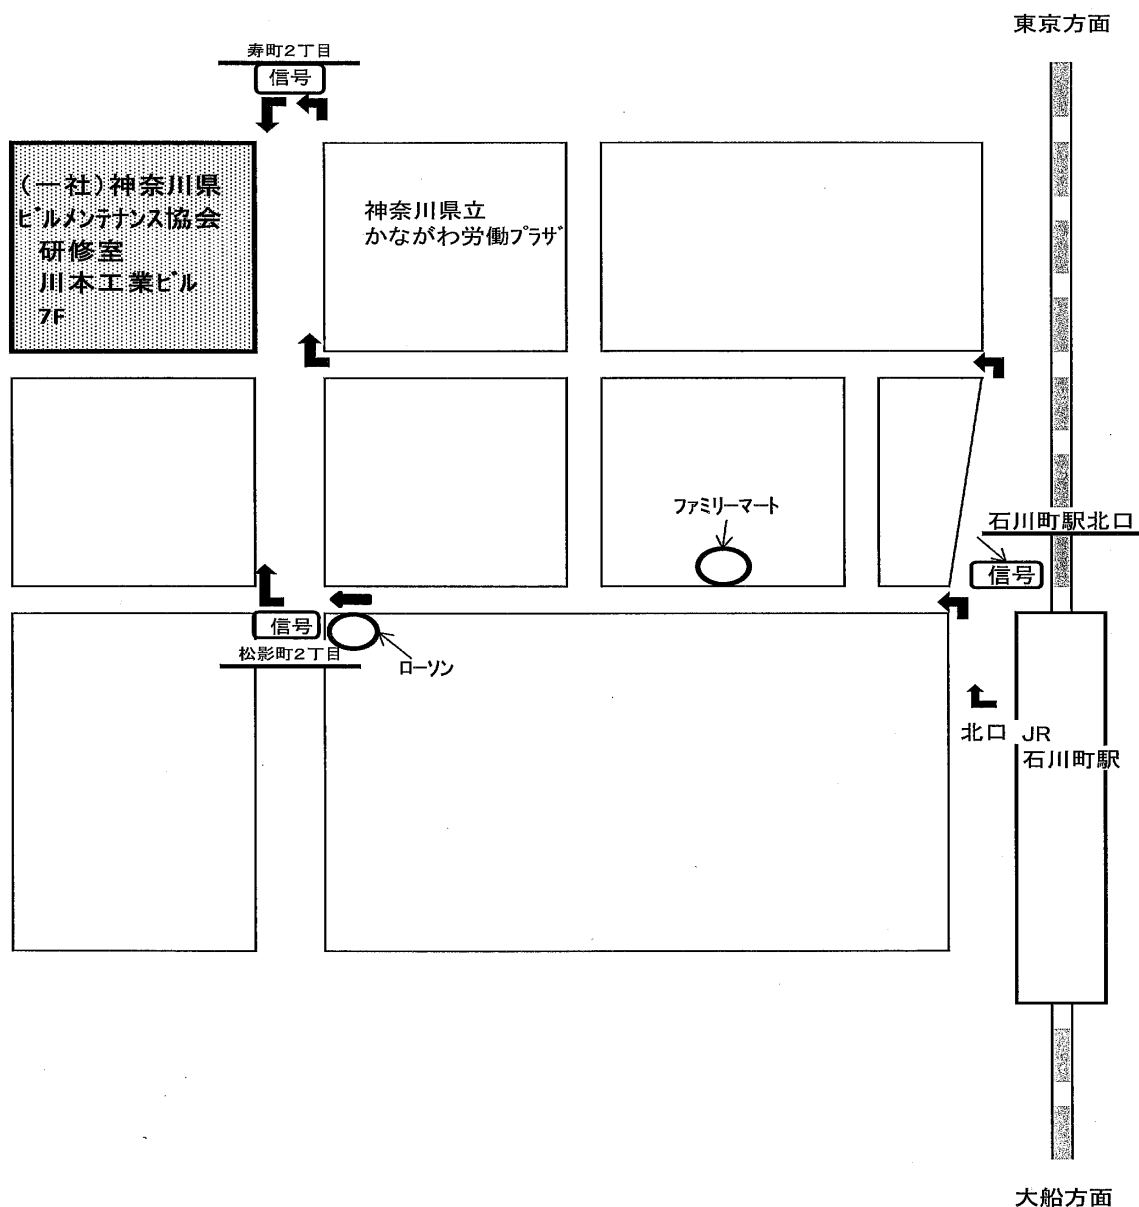 東京方面
寿町2丁目
信号
(一社)神奈川県
ﾋﾞﾙﾒﾝﾃﾅﾝｽ協会
研修室
川本工業ﾋﾞﾙ
7F
神奈川県立
かながわ労働ﾌﾟﾗｻﾞ
ファミリーマート
石川町駅北口
信号
信号
松影町2丁目
ローソン
北口
JR
石川町駅
大船方面